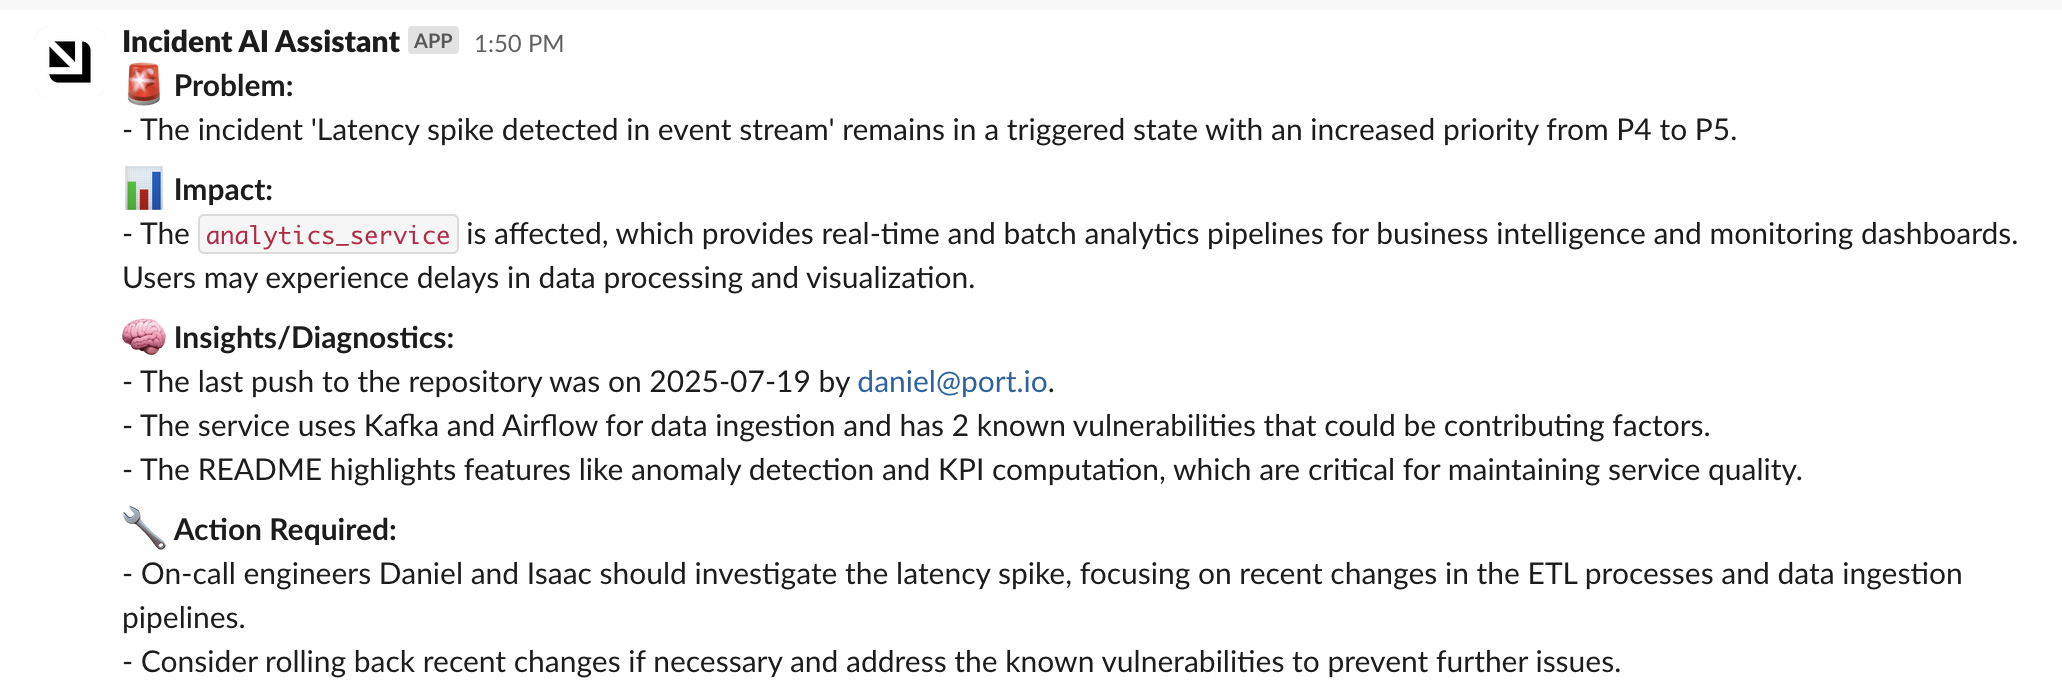 Incident AI Assistant APP 1:50 PM
Problem:
- The incident 'Latency spike detected in event stream' remains in a triggered state with an increased priority from P4 to P5.
Impact:
- The analytics_service is affected, which provides real-time and batch analytics pipelines for business intelligence and monitoring dashboards.
Users may experience delays in data processing and visualization.
Insights/Diagnostics:
- The last push to the repository was on 2025-07-19 by daniel@port.io.
- The service uses Kafka and Airflow for data ingestion and has 2 known vulnerabilities that could be contributing factors.
- The README highlights features like anomaly detection and KPI computation, which are critical for maintaining service quality.
Action Required:
- On-call engineers Daniel and Isaac should investigate the latency spike, focusing on recent changes in the ETL processes and data ingestion
pipelines.
- Consider rolling back recent changes if necessary and address the known vulnerabilities to prevent further issues.